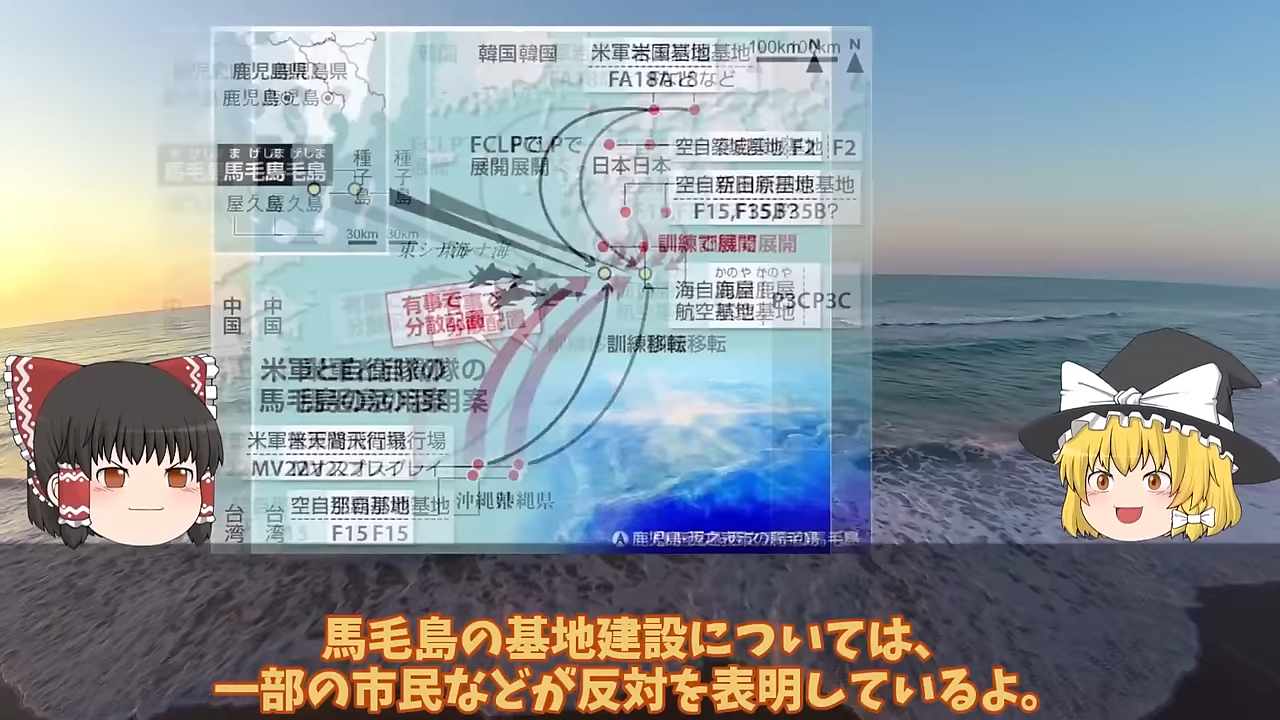 鹿児島県
鹿児島
まげしま
馬毛島
種子島
屋久島
30km
韓国
米軍岩国基地
FA18など
100km
N
FCLPで
展開
日本
空自築城基地 F2
空自新田原基地
F15,F35B?
訓練で展開
東シナ海
かのや
海自鹿屋
航空基地
P3C
中国
有事で
分散配置
訓練移転
米軍と自衛隊の
馬毛島の
米軍普天間飛行場
MV22オスプレイ
空自那覇基地
F15
沖縄県
台湾
馬毛島の基地建設については、
一部の市民などが反対を表明しているよ。